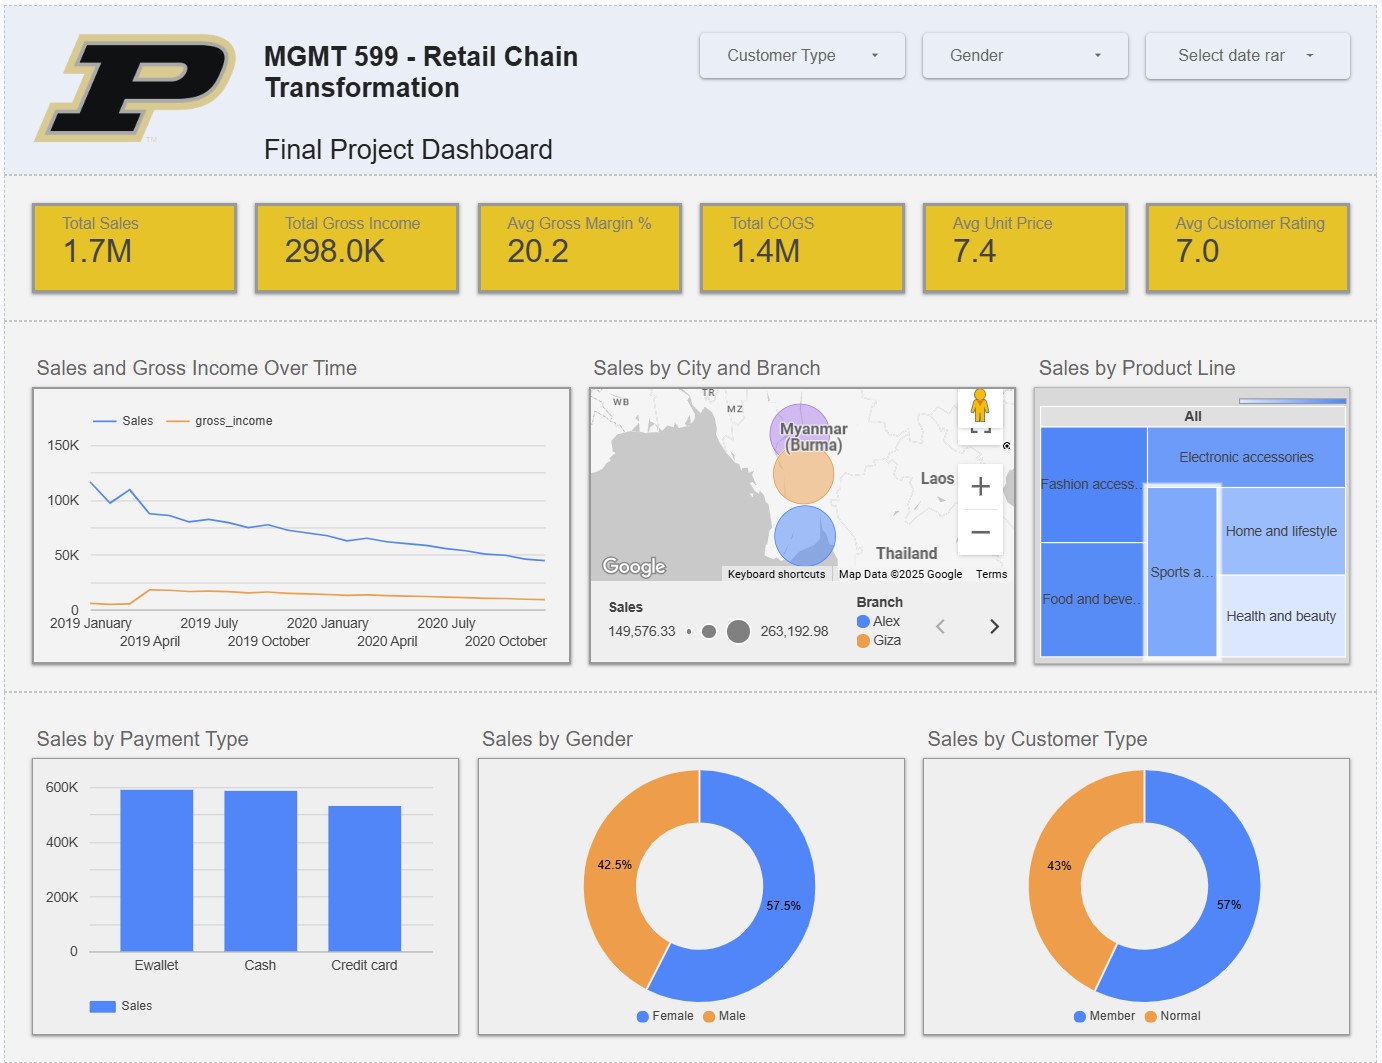 MGMT 599 - Retail Chain
Transformation
Final Project Dashboard
Customer Type
Gender
Select date rar
P
TM
Total Sales
1.7M
Total Gross Income
298.0K
Avg Gross Margin %
20.2
Total COGS
1.4M
Avg Unit Price
7.4
Avg Customer Rating
7.0
Sales and Gross Income Over Time
Sales
gross_income
150K
100K
50K
0
2019 January
2019 April
2019 July
2019 October
2020 January
2020 April
2020 July
2020 October
Sales by City and Branch
WB
TR
MZ
Myanmar
(Burma)
Laos
Thailand
Google
Keyboard shortcuts
Map Data ©2025 Google
Terms
Sales
149,576.33
263,192.98
Branch
Alex
Giza
Sales by Product Line
All
Fashion access...
Electronic accessories
Food and beve...
Sports a...
Home and lifestyle
Health and beauty
Sales by Payment Type
600K
400K
200K
0
Ewallet
Cash
Credit card
Sales
Sales by Gender
42.5%
57.5%
Female
Male
Sales by Customer Type
43%
57%
Member
Normal